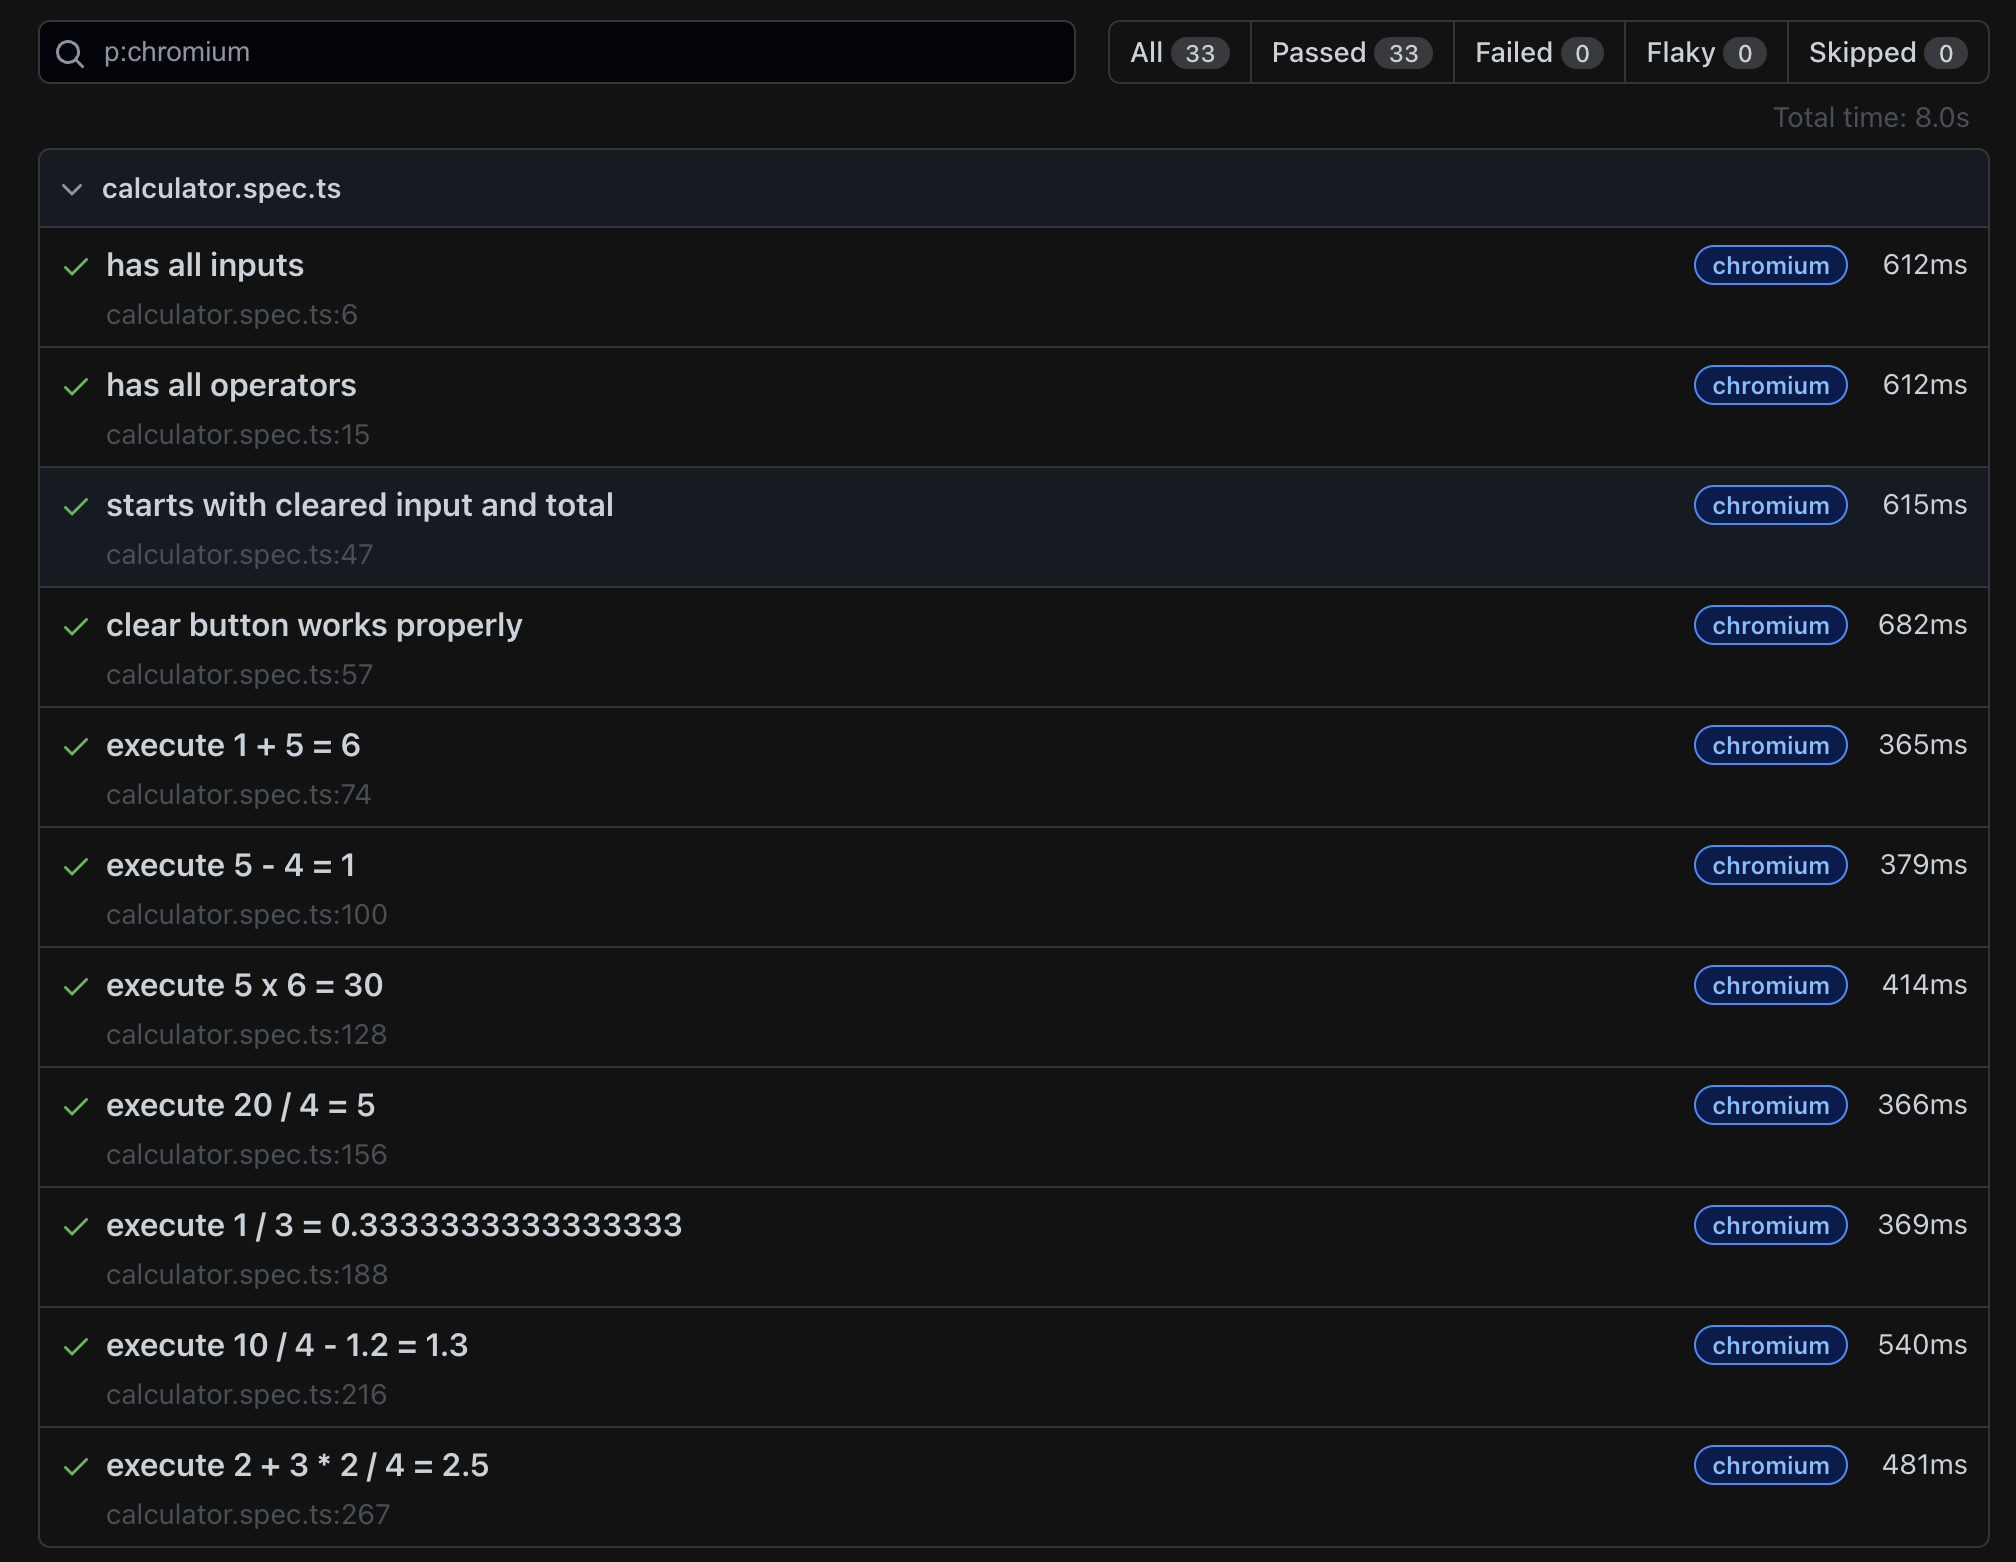 p:chromium
All 33 Passed 33 Failed 0 Flaky 0 Skipped 0
Total time: 8.0s
calculator.spec.ts
has all inputs chromium 612ms
calculator.spec.ts:6
has all operators chromium 612ms
calculator.spec.ts:15
starts with cleared input and total chromium 615ms
calculator.spec.ts:47
clear button works properly chromium 682ms
calculator.spec.ts:57
execute 1 + 5 = 6 chromium 365ms
calculator.spec.ts:74
execute 5 - 4 = 1 chromium 379ms
calculator.spec.ts:100
execute 5 x 6 = 30 chromium 414ms
calculator.spec.ts:128
execute 20 / 4 = 5 chromium 366ms
calculator.spec.ts:156
execute 1 / 3 = 0.3333333333333333 chromium 369ms
calculator.spec.ts:188
execute 10 / 4 - 1.2 = 1.3 chromium 540ms
calculator.spec.ts:216
execute 2 + 3 * 2 / 4 = 2.5 chromium 481ms
calculator.spec.ts:267